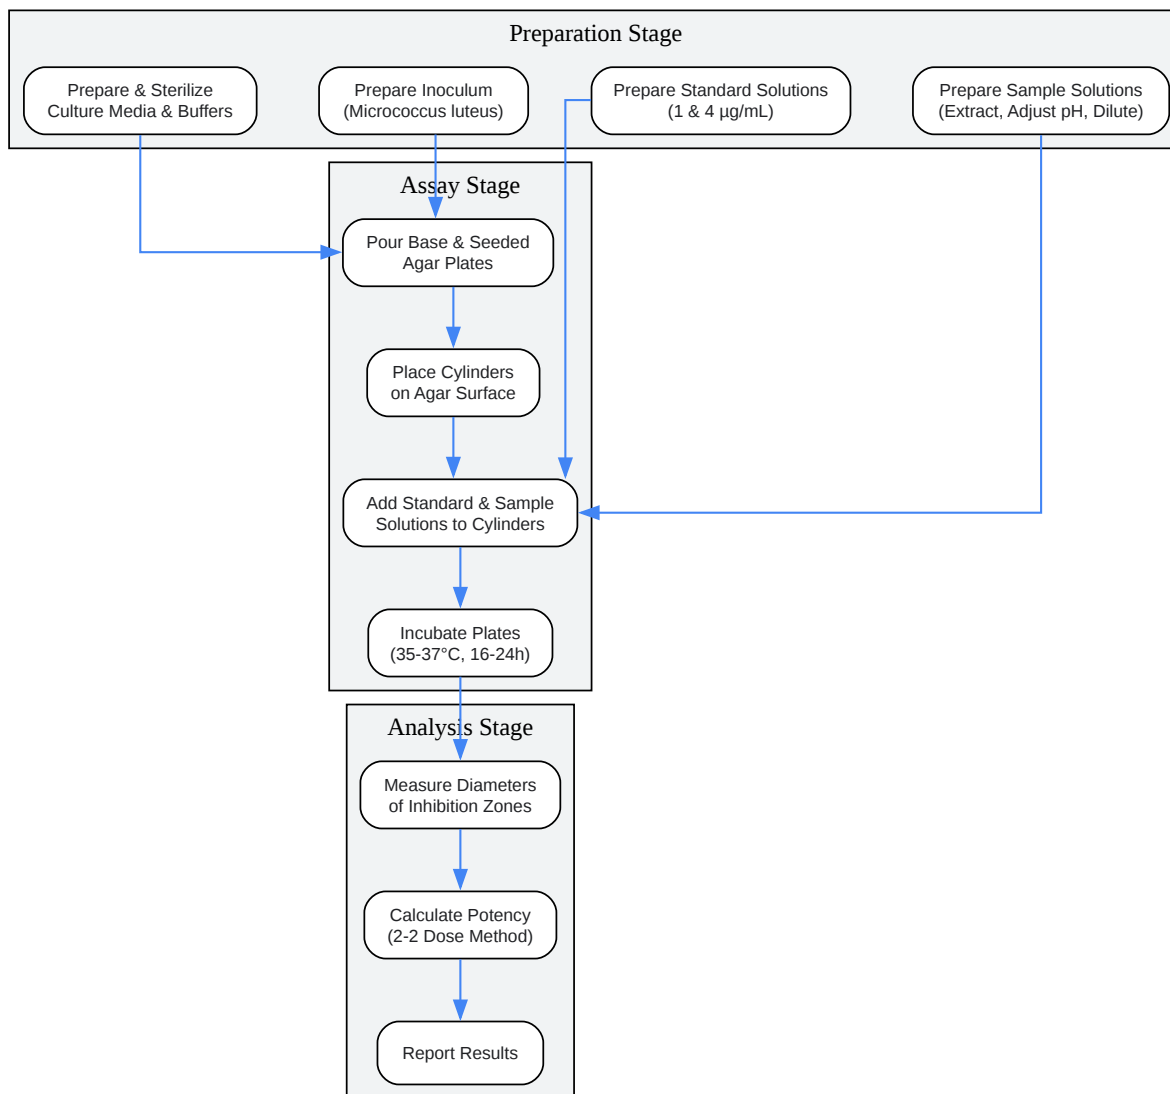 Preparation Stage
Prepare & Sterilize
Culture Media & Buffers
Prepare Inoculum
(Micrococcus luteus)
Prepare Standard Solutions
(1 & 4 µg/mL)
Prepare Sample Solutions
(Extract, Adjust pH, Dilute)
Assay Stage
Pour Base & Seeded
Agar Plates
Place Cylinders
on Agar Surface
Add Standard & Sample
Solutions to Cylinders
Incubate Plates
(35-37°C, 16-24h)
Analysis Stage
Measure Diameters
of Inhibition Zones
Calculate Potency
(2-2 Dose Method)
Report Results